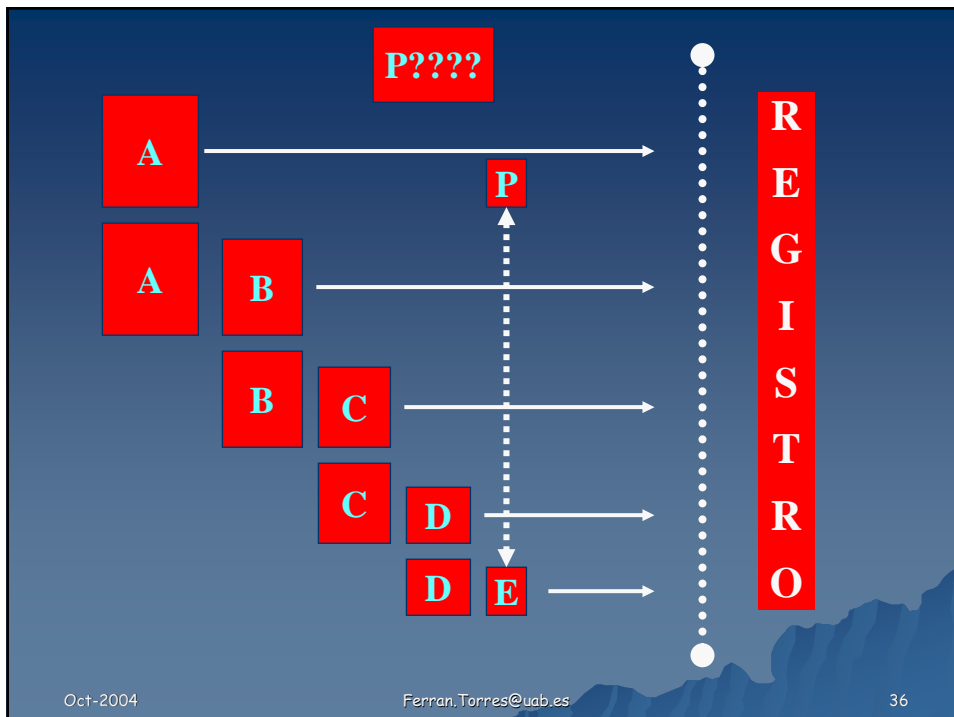 P????
A
P
A B
B C
C D
D E
R
E
G
I
S
T
R
O
Oct-2004 Ferran.Torres@uab.es 36